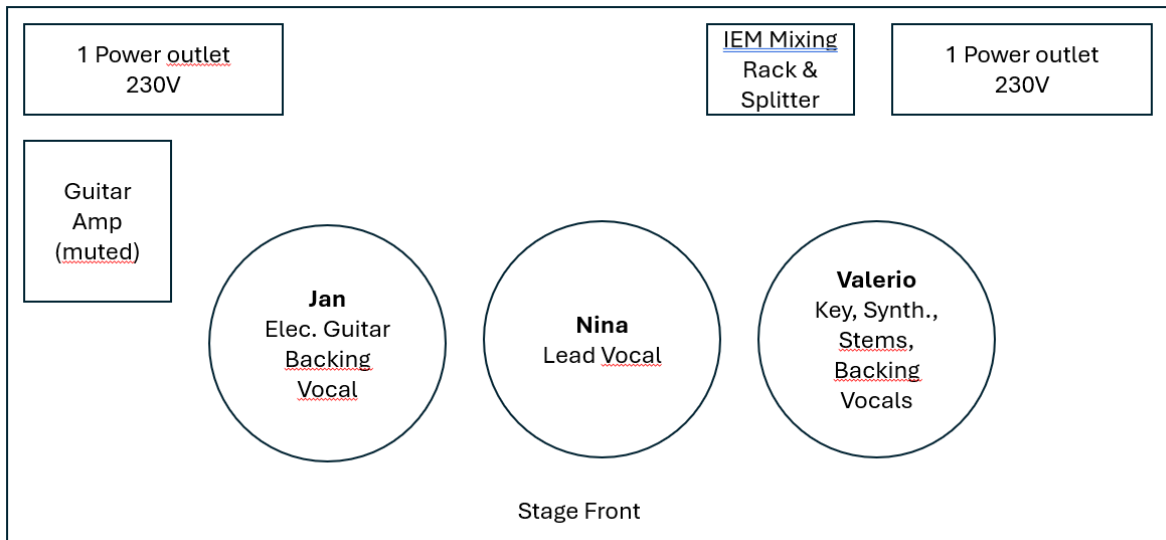 1 Power outlet
230V
IEM Mixing
Rack &
Splitter
1 Power outlet
230V
Guitar
Amp
(muted)
Jan
Elec. Guitar
Backing
Vocal
Nina
Lead Vocal
Valerio
Key, Synth.,
Stems,
Backing
Vocals
Stage Front